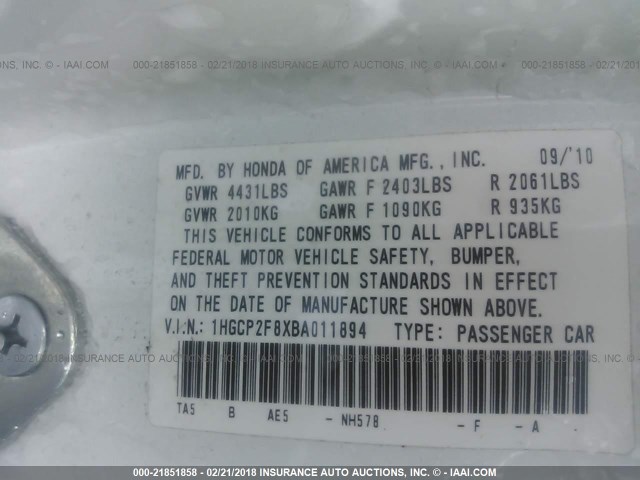 000-21851858 - 02/21/2018 INSURANCE AUTO AUCTIONS, INC. - IAAI.COM
MFD. BY HONDA OF AMERICA MFG., INC. 09/'10
GVWR 4431LBS GAWR F 2403LBS R 2061LBS
GVWR 2010KG GAWR F 1090KG R 935KG
THIS VEHICLE CONFORMS TO ALL APPLICABLE
FEDERAL MOTOR VEHICLE SAFETY, BUMPER,
AND THEFT PREVENTION STANDARDS IN EFFECT
ON THE DATE OF MANUFACTURE SHOWN ABOVE.
V.I.N.: 1HGCP2F8XBA011894 TYPE: PASSENGER CAR
TA5 B AE5 - NH578 - F - A
000-21851858 - 02/21/2018 INSURANCE AUTO AUCTIONS, INC. - IAAI.COM